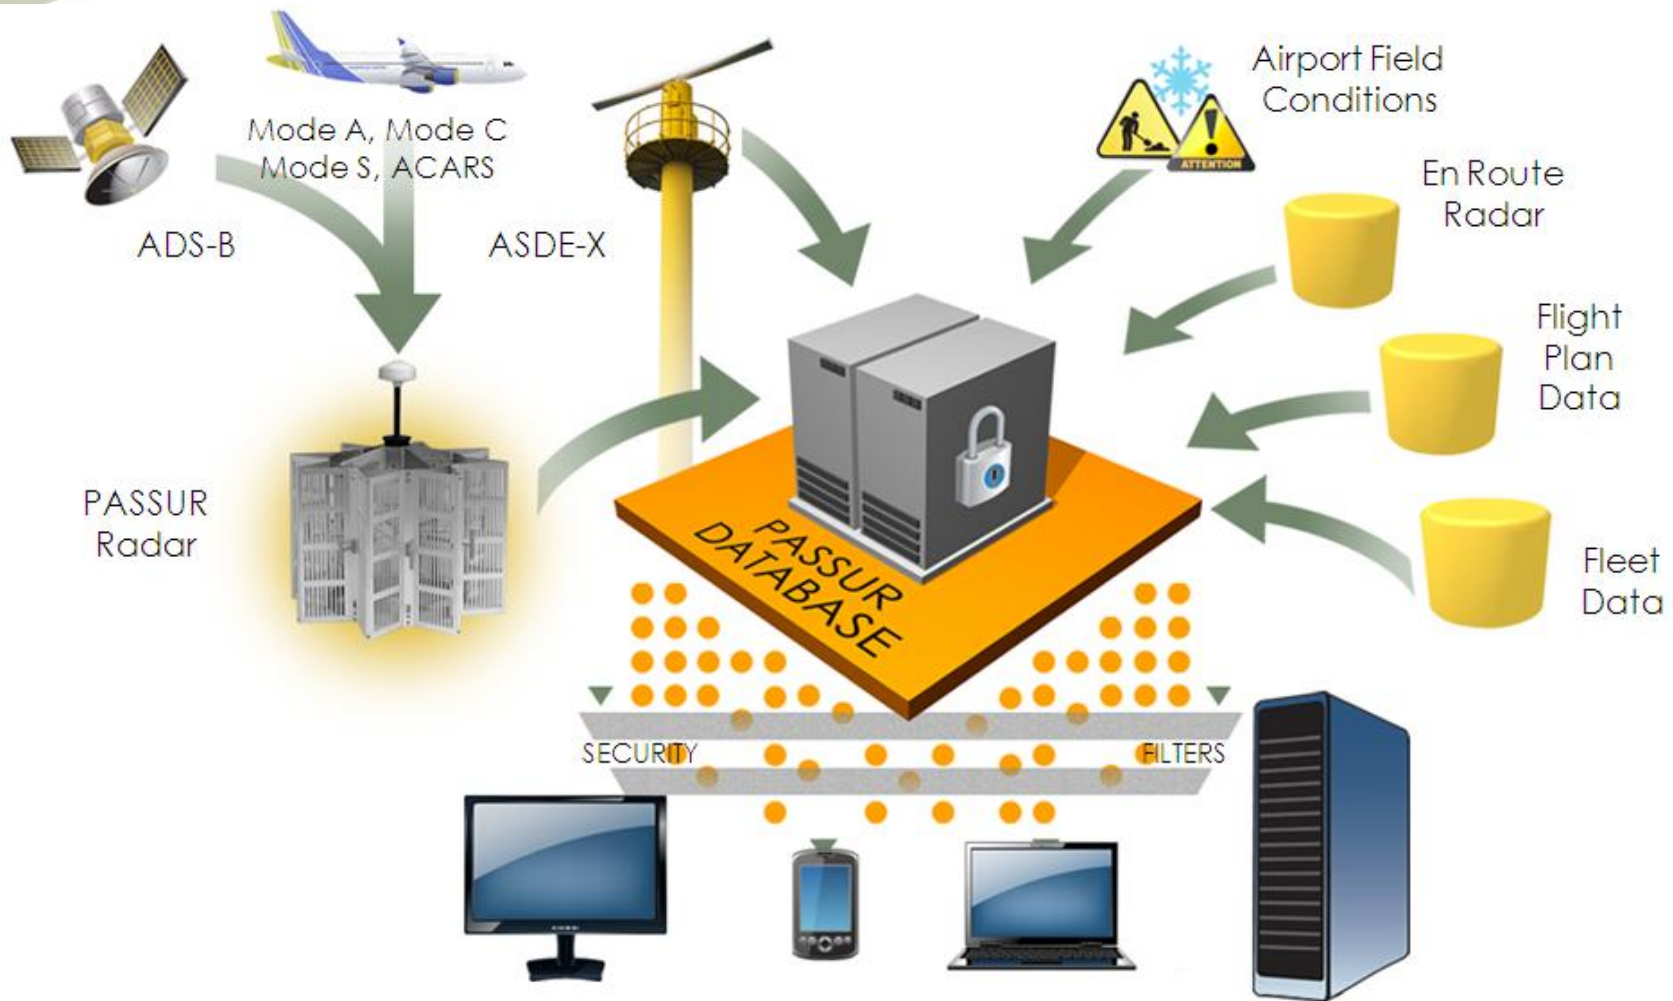 Mode A, Mode C
Mode S, ACARS
ADS-B
ASDE-X
Airport Field
Conditions
ATTENTION
En Route
Radar
Flight
Plan
Data
Fleet
Data
PASSUR
Radar
PASSUR
DATABASE
SECURITY
FILTERS